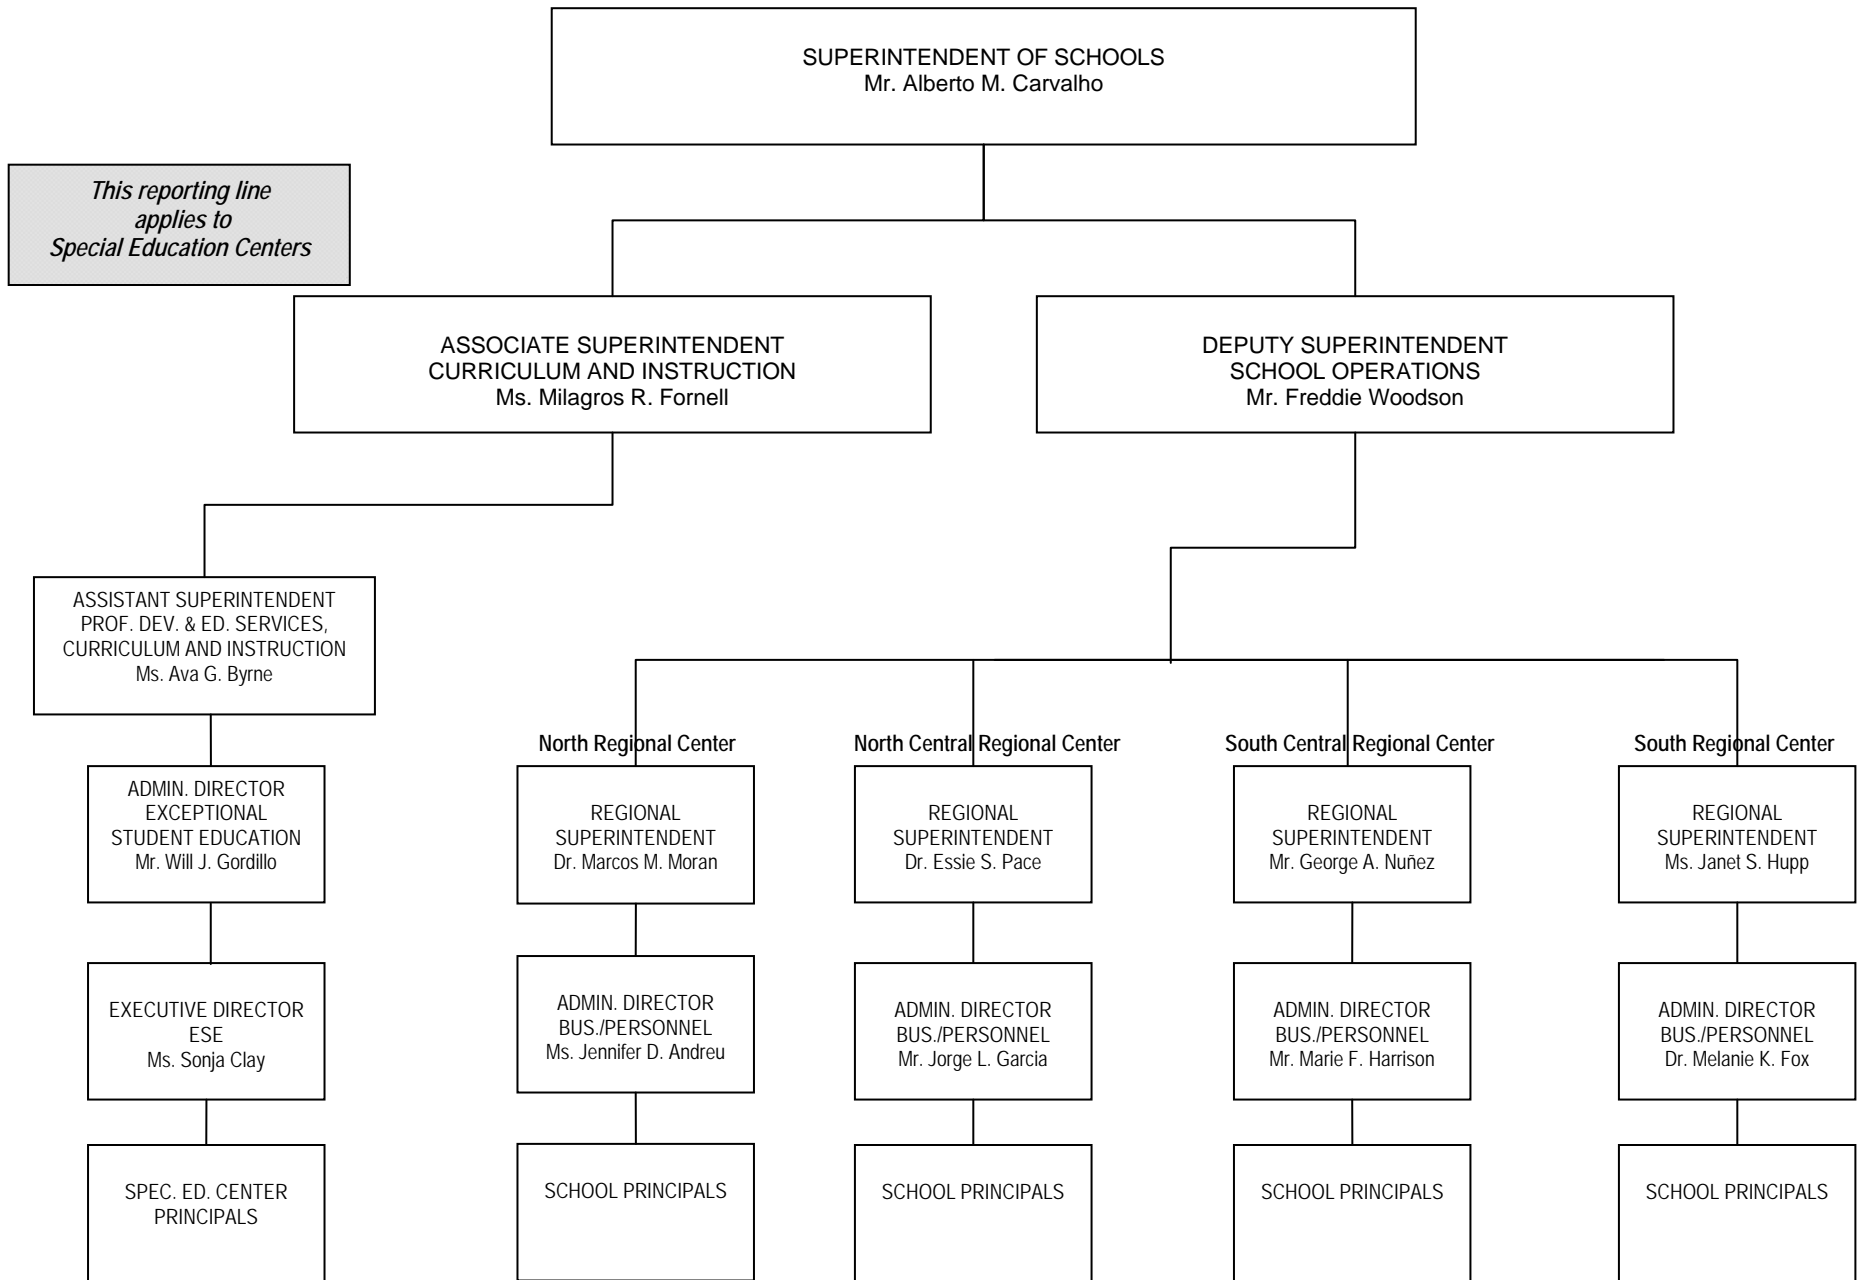 SUPERINTENDENT OF SCHOOLS
Mr. Alberto M. Carvalho
This reporting line
applies to
Special Education Centers
ASSOCIATE SUPERINTENDENT
CURRICULUM AND INSTRUCTION
Ms. Milagros R. Fornell
DEPUTY SUPERINTENDENT
SCHOOL OPERATIONS
Mr. Freddie Woodson
ASSISTANT SUPERINTENDENT
PROF. DEV. & ED. SERVICES,
CURRICULUM AND INSTRUCTION
Ms. Ava G. Byrne
ADMIN. DIRECTOR
EXCEPTIONAL
STUDENT EDUCATION
Mr. Will J. Gordillo
EXECUTIVE DIRECTOR
ESE
Ms. Sonja Clay
SPEC. ED. CENTER
PRINCIPALS
North Regional Center
REGIONAL
SUPERINTENDENT
Dr. Marcos M. Moran
ADMIN. DIRECTOR
BUS./PERSONNEL
Ms. Jennifer D. Andreu
SCHOOL PRINCIPALS
North Central Regional Center
REGIONAL
SUPERINTENDENT
Dr. Essie S. Pace
ADMIN. DIRECTOR
BUS./PERSONNEL
Mr. Jorge L. Garcia
SCHOOL PRINCIPALS
South Central Regional Center
REGIONAL
SUPERINTENDENT
Mr. George A. Nuñez
ADMIN. DIRECTOR
BUS./PERSONNEL
Mr. Marie F. Harrison
SCHOOL PRINCIPALS
South Regional Center
REGIONAL
SUPERINTENDENT
Ms. Janet S. Hupp
ADMIN. DIRECTOR
BUS./PERSONNEL
Dr. Melanie K. Fox
SCHOOL PRINCIPALS